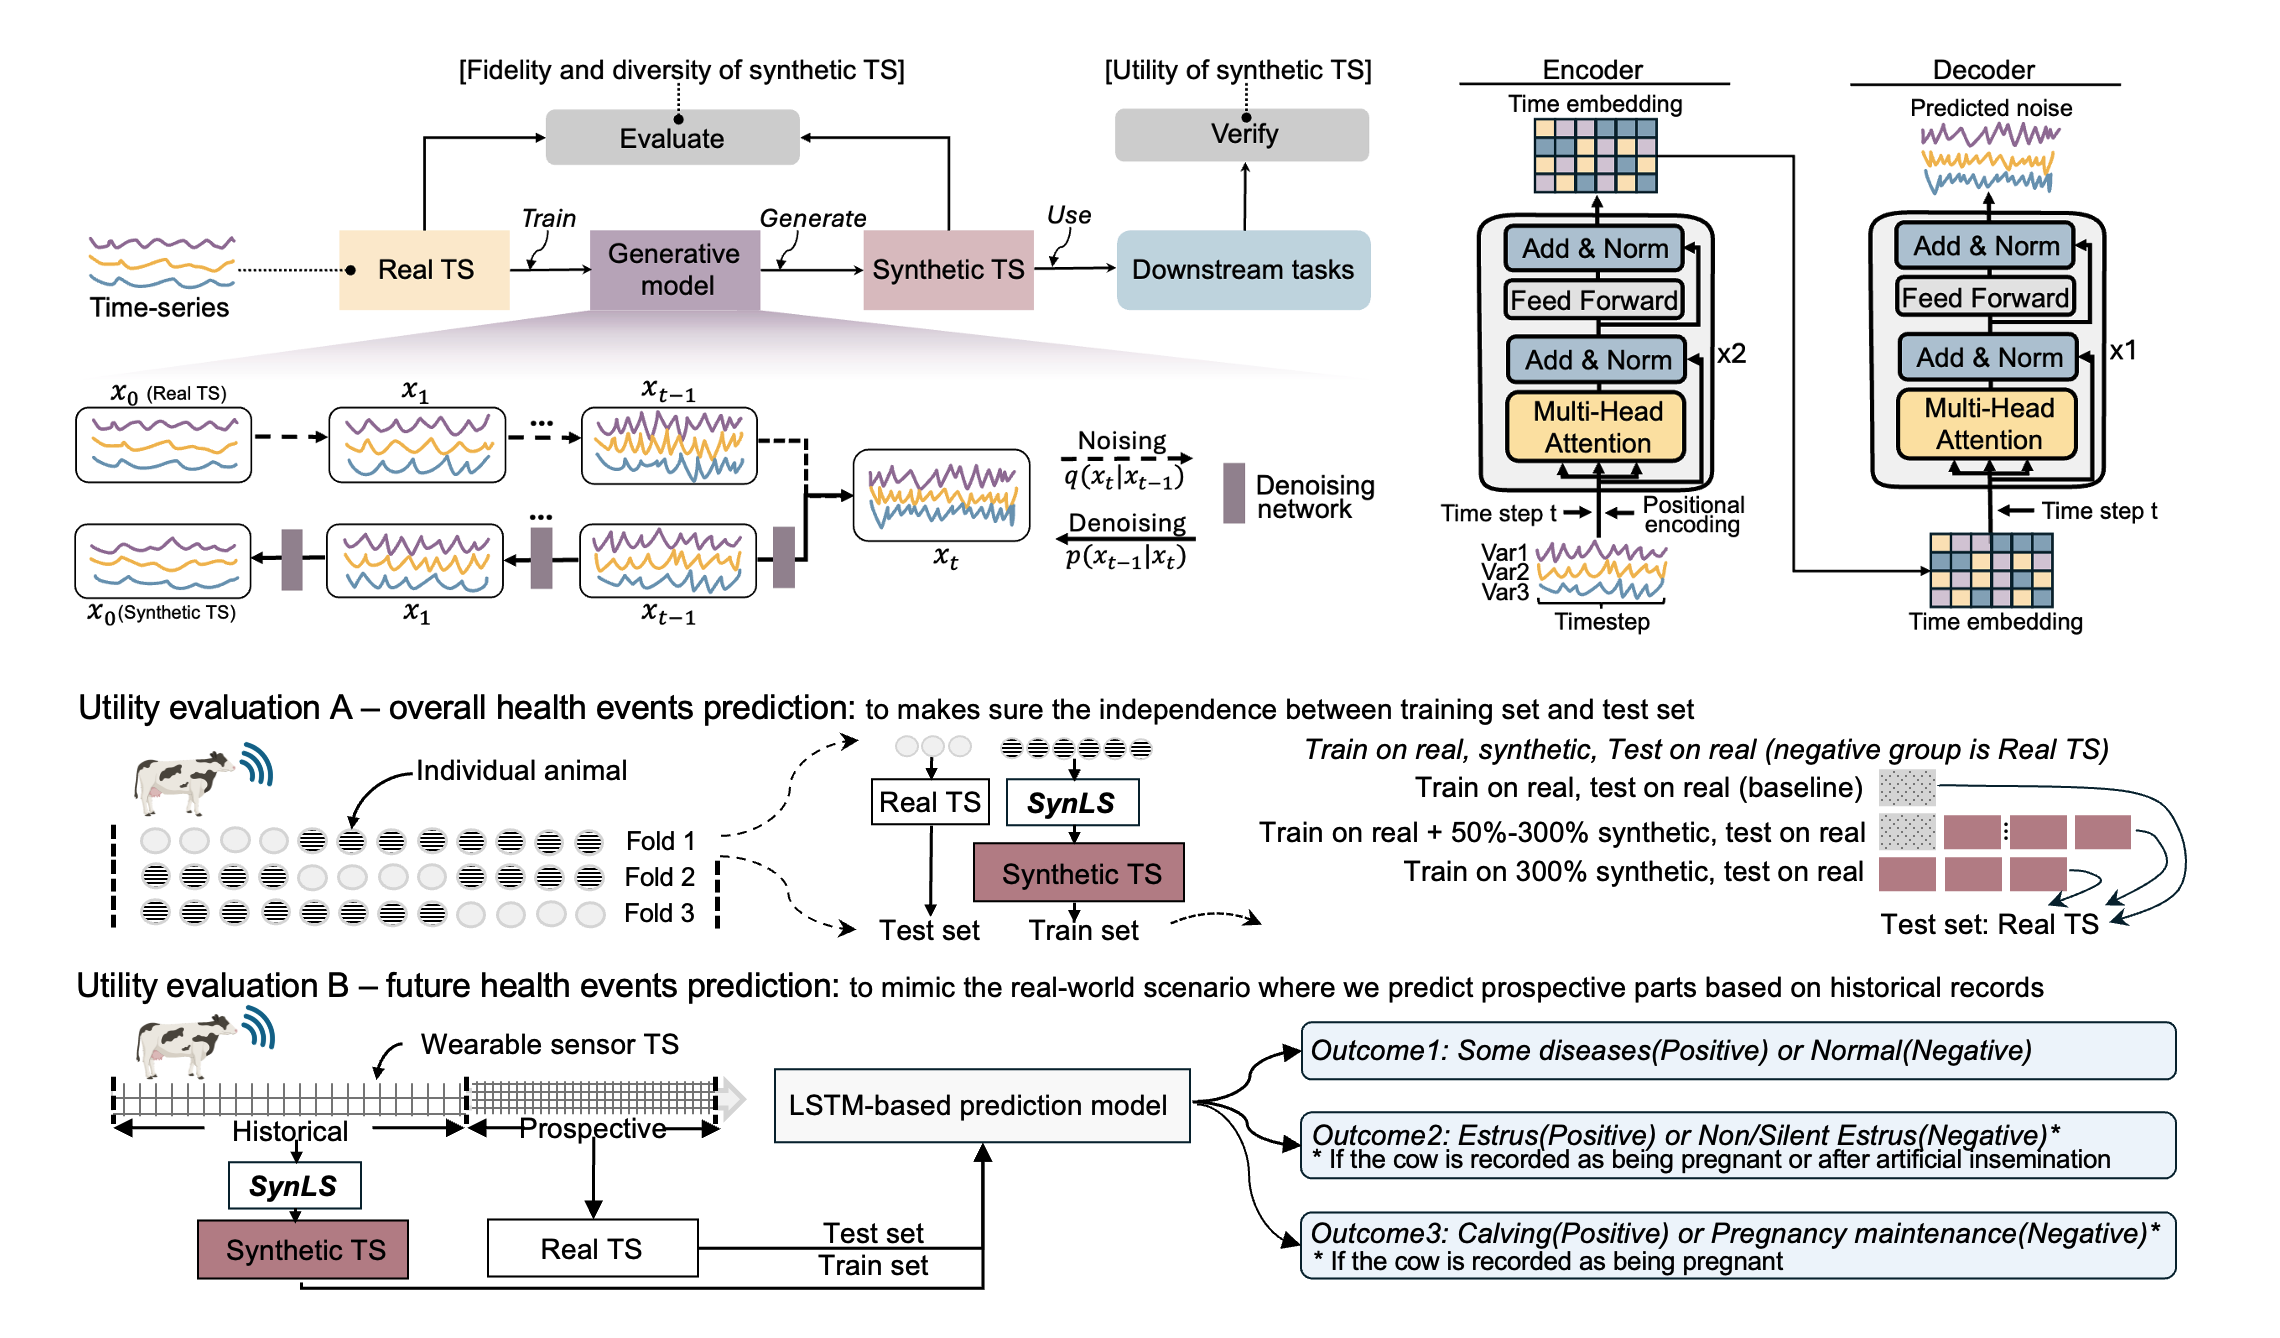 [Fidelity and diversity of synthetic TS]
Evaluate
[Utility of synthetic TS]
Verify
Train
Generate
Use
Time-series
Real TS
Generative
model
Synthetic TS
Downstream tasks
x0 (Real TS)
x1
...
xt−1
xt
Noising
q(xt|xt−1)
Denoising
p(xt−1|xt)
Denoising
network
x0(Synthetic TS)
x1
...
xt−1
Encoder
Time embedding
Add & Norm
Feed Forward
Add & Norm
x2
Multi-Head
Attention
Time step t
Positional
encoding
Var1
Var2
Var3
Timestep
Decoder
Predicted noise
Add & Norm
Feed Forward
Add & Norm
x1
Multi-Head
Attention
Time step t
Time embedding
Utility evaluation A – overall health events prediction: to makes sure the independence between training set and test set
Individual animal
Fold 1
Fold 2
Fold 3
Real TS
SynLS
Synthetic TS
Test set
Train set
Train on real, synthetic, Test on real (negative group is Real TS)
Train on real, test on real (baseline)
Train on real + 50%-300% synthetic, test on real
Train on 300% synthetic, test on real
Test set: Real TS
Utility evaluation B – future health events prediction: to mimic the real-world scenario where we predict prospective parts based on historical records
Wearable sensor TS
Historical
Prospective
SynLS
Synthetic TS
Real TS
Test set
Train set
LSTM-based prediction model
Outcome1: Some diseases(Positive) or Normal(Negative)
Outcome2: Estrus(Positive) or Non/Silent Estrus(Negative)*
* If the cow is recorded as being pregnant or after artificial insemination
Outcome3: Calving(Positive) or Pregnancy maintenance(Negative)*
* If the cow is recorded as being pregnant